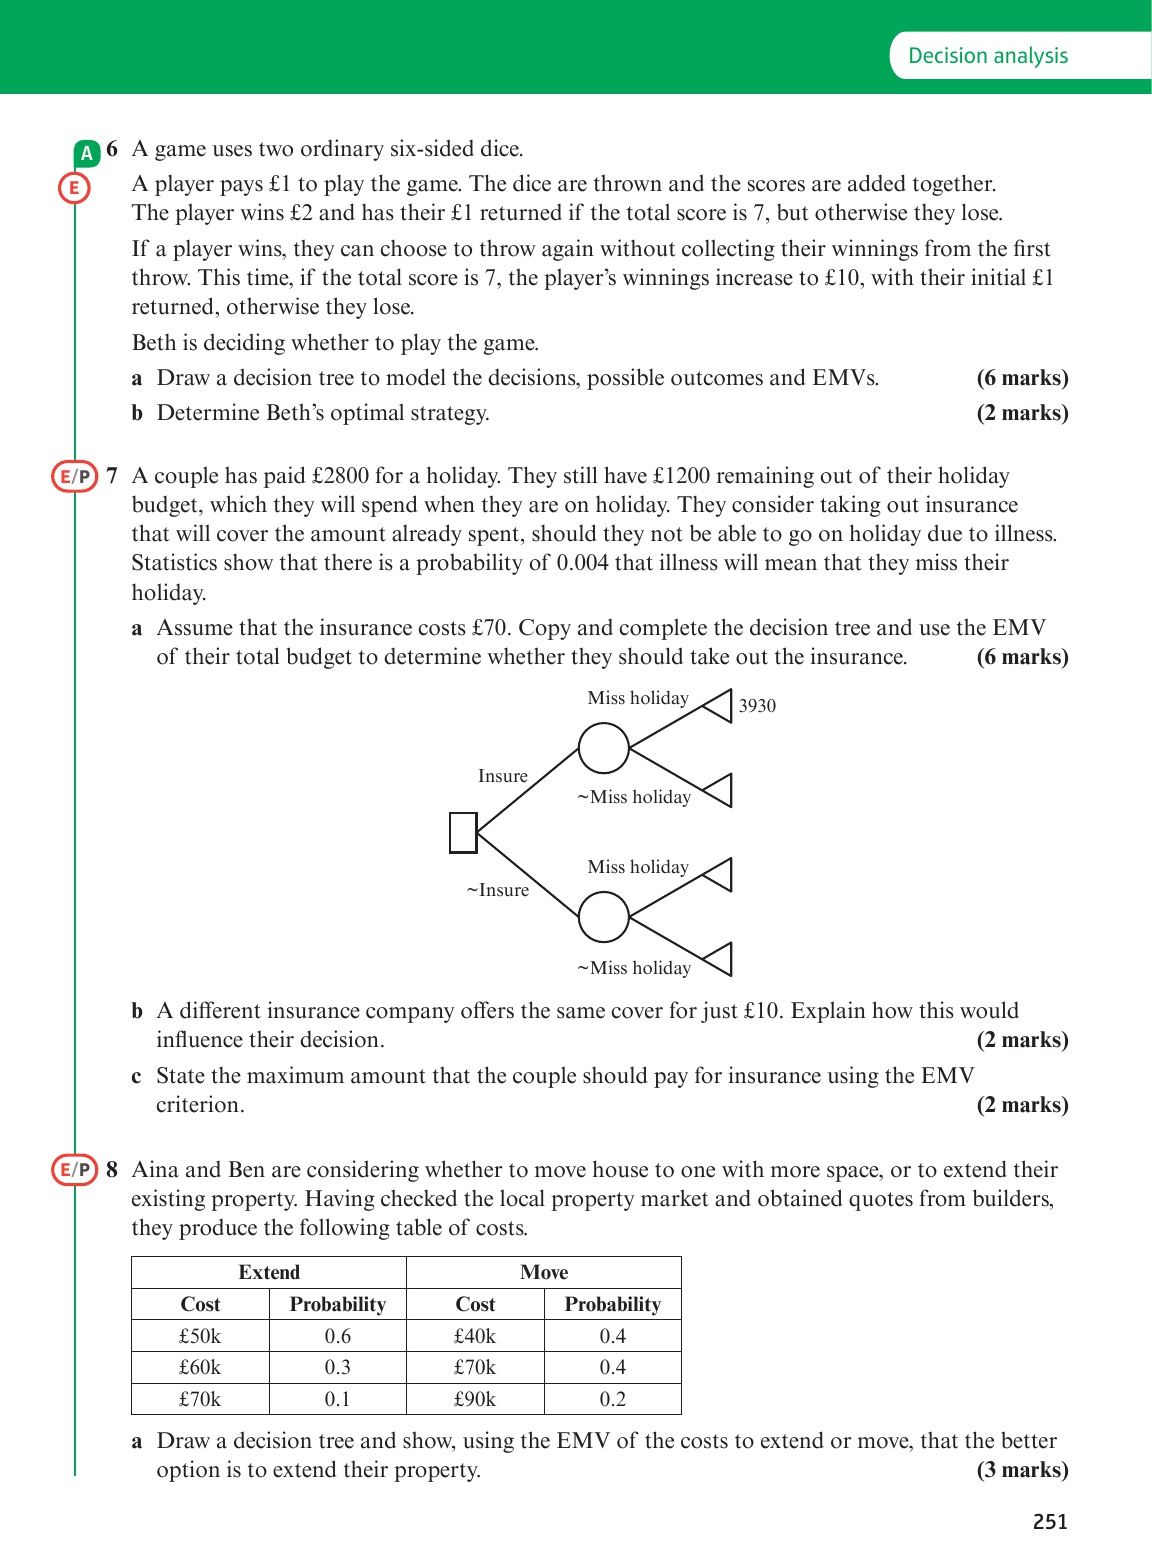 Decision analysis
A 6 A game uses two ordinary six-sided dice.
E A player pays £1 to play the game. The dice are thrown and the scores are added together.
The player wins £2 and has their £1 returned if the total score is 7, but otherwise they lose.
If a player wins, they can choose to throw again without collecting their winnings from the first
throw. This time, if the total score is 7, the player's winnings increase to £10, with their initial £1
returned, otherwise they lose.
Beth is deciding whether to play the game.
a Draw a decision tree to model the decisions, possible outcomes and EMVs. (6 marks)
b Determine Beth's optimal strategy. (2 marks)
E/P 7 A couple has paid £2800 for a holiday. They still have £1200 remaining out of their holiday
budget, which they will spend when they are on holiday. They consider taking out insurance
that will cover the amount already spent, should they not be able to go on holiday due to illness.
Statistics show that there is a probability of 0.004 that illness will mean that they miss their
holiday.
a Assume that the insurance costs £70. Copy and complete the decision tree and use the EMV
of their total budget to determine whether they should take out the insurance. (6 marks)
Miss holiday 3930
Insure
~Miss holiday
Miss holiday
~Insure
~Miss holiday
b A different insurance company offers the same cover for just £10. Explain how this would
influence their decision. (2 marks)
c State the maximum amount that the couple should pay for insurance using the EMV
criterion. (2 marks)
E/P 8 Aina and Ben are considering whether to move house to one with more space, or to extend their
existing property. Having checked the local property market and obtained quotes from builders,
they produce the following table of costs.
Extend Move
Cost Probability Cost Probability
£50k 0.6 £40k 0.4
£60k 0.3 £70k 0.4
£70k 0.1 £90k 0.2
a Draw a decision tree and show, using the EMV of the costs to extend or move, that the better
option is to extend their property. (3 marks)
251